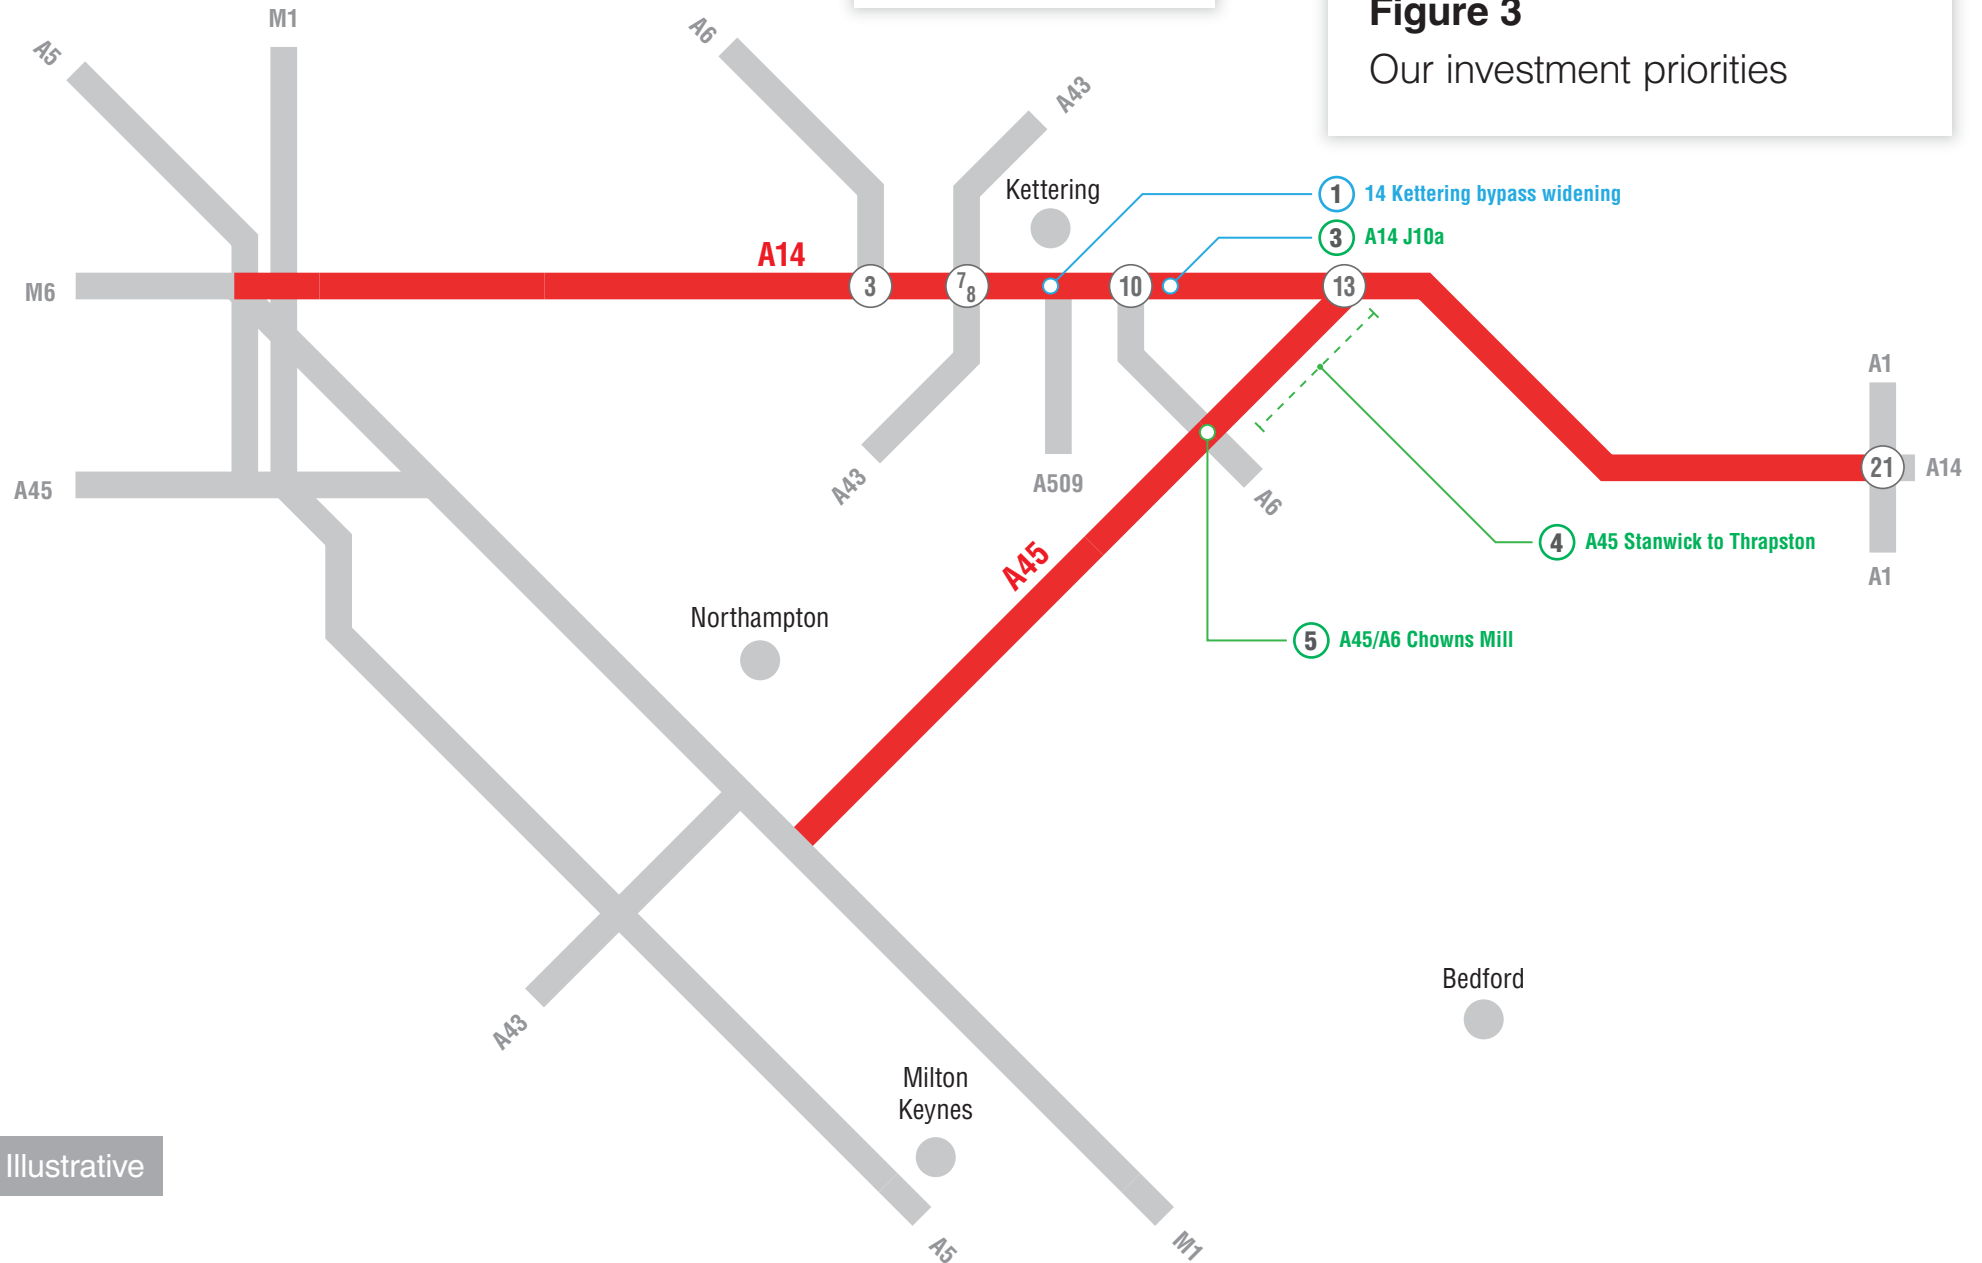 Figure 3
Our investment priorities
M1
A5
A6
A43
Kettering
1 14 Kettering bypass widening
3 A14 J10a
A14
M6
3
7
8
10
13
A1
A45
A43
A509
A6
21
A14
A1
4 A45 Stanwick to Thrapston
A45
Northampton
5 A45/A6 Chowns Mill
A43
Bedford
Milton
Keynes
Illustrative
A5
M1